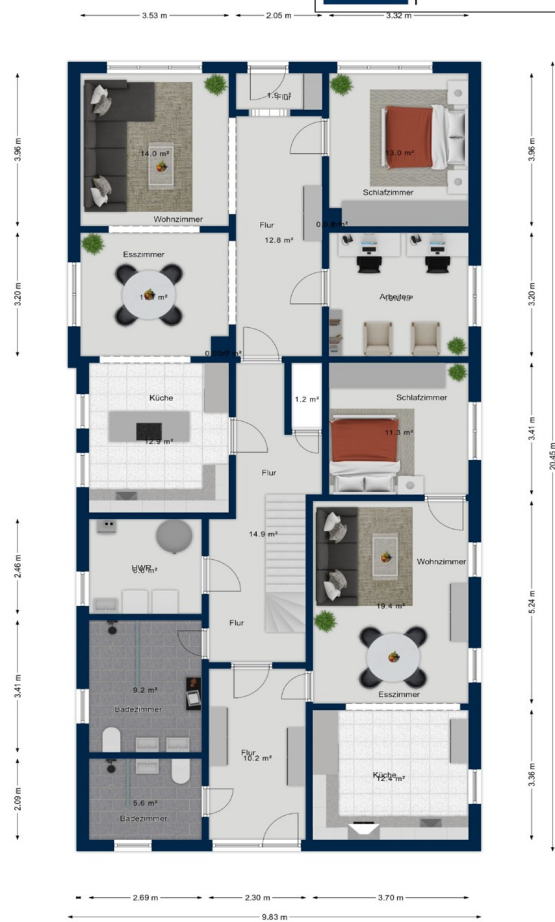 3.53 m
2.05 m
3.32 m
Flur
3.96 m
14.0 m²
13.0 m²
3.96 m
Schlafzimmer
Wohnzimmer
Flur
12.8 m²
Esszimmer
3.20 m
3.20 m
Küche
1.2 m²
Schlafzimmer
11.3 m²
12.9 m²
3.41 m
Flur
20.45 m
14.9 m²
2.46 m
HWR
Wohnzimmer
19.4 m²
5.24 m
Flur
3.41 m
9.2 m²
Badezimmer
Esszimmer
Flur
10.2 m²
Küche
12.4 m²
3.36 m
2.09 m
5.6 m²
Badezimmer
2.69 m
2.30 m
3.70 m
9.83 m